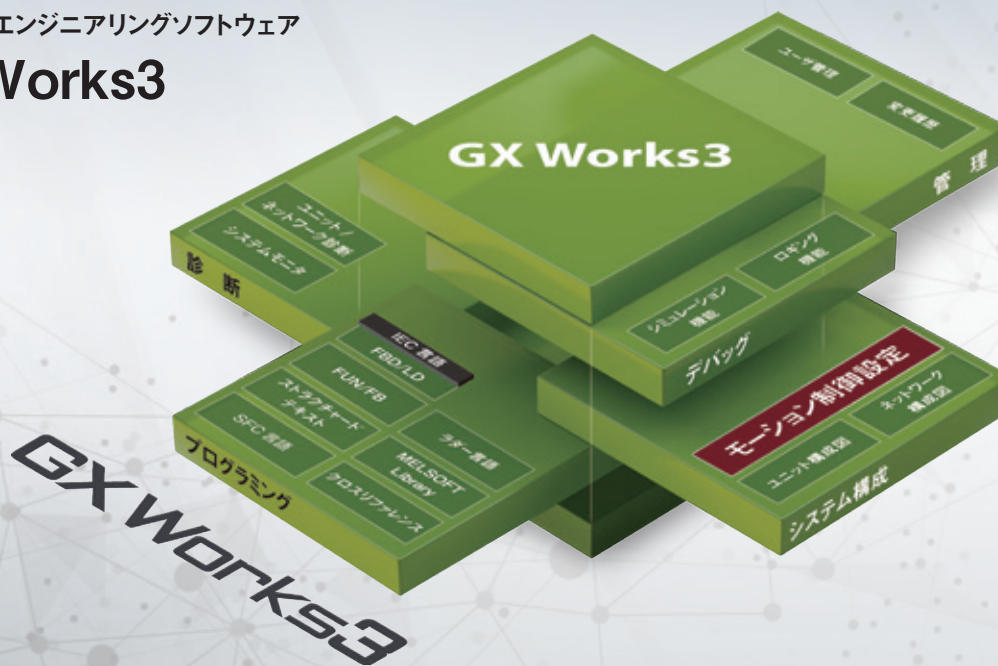 エンジニアリングソフトウェア
Works3
GX Works3
ユーザ管理
変更履歴
管理
ユニット/
ネットワーク診断
システムモニタ
診断
ロギング
機能
シミュレーション
機能
デバッグ
IEC 言語
FBD/LD
FUN/FB
ストラクチャード
テキスト
SFC 言語
ラダー言語
MELSOFT
Library
クロスリファレンス
プログラミング
モーション制御設定
ネットワーク
構成図
ユニット構成図
システム構成
GX Works3